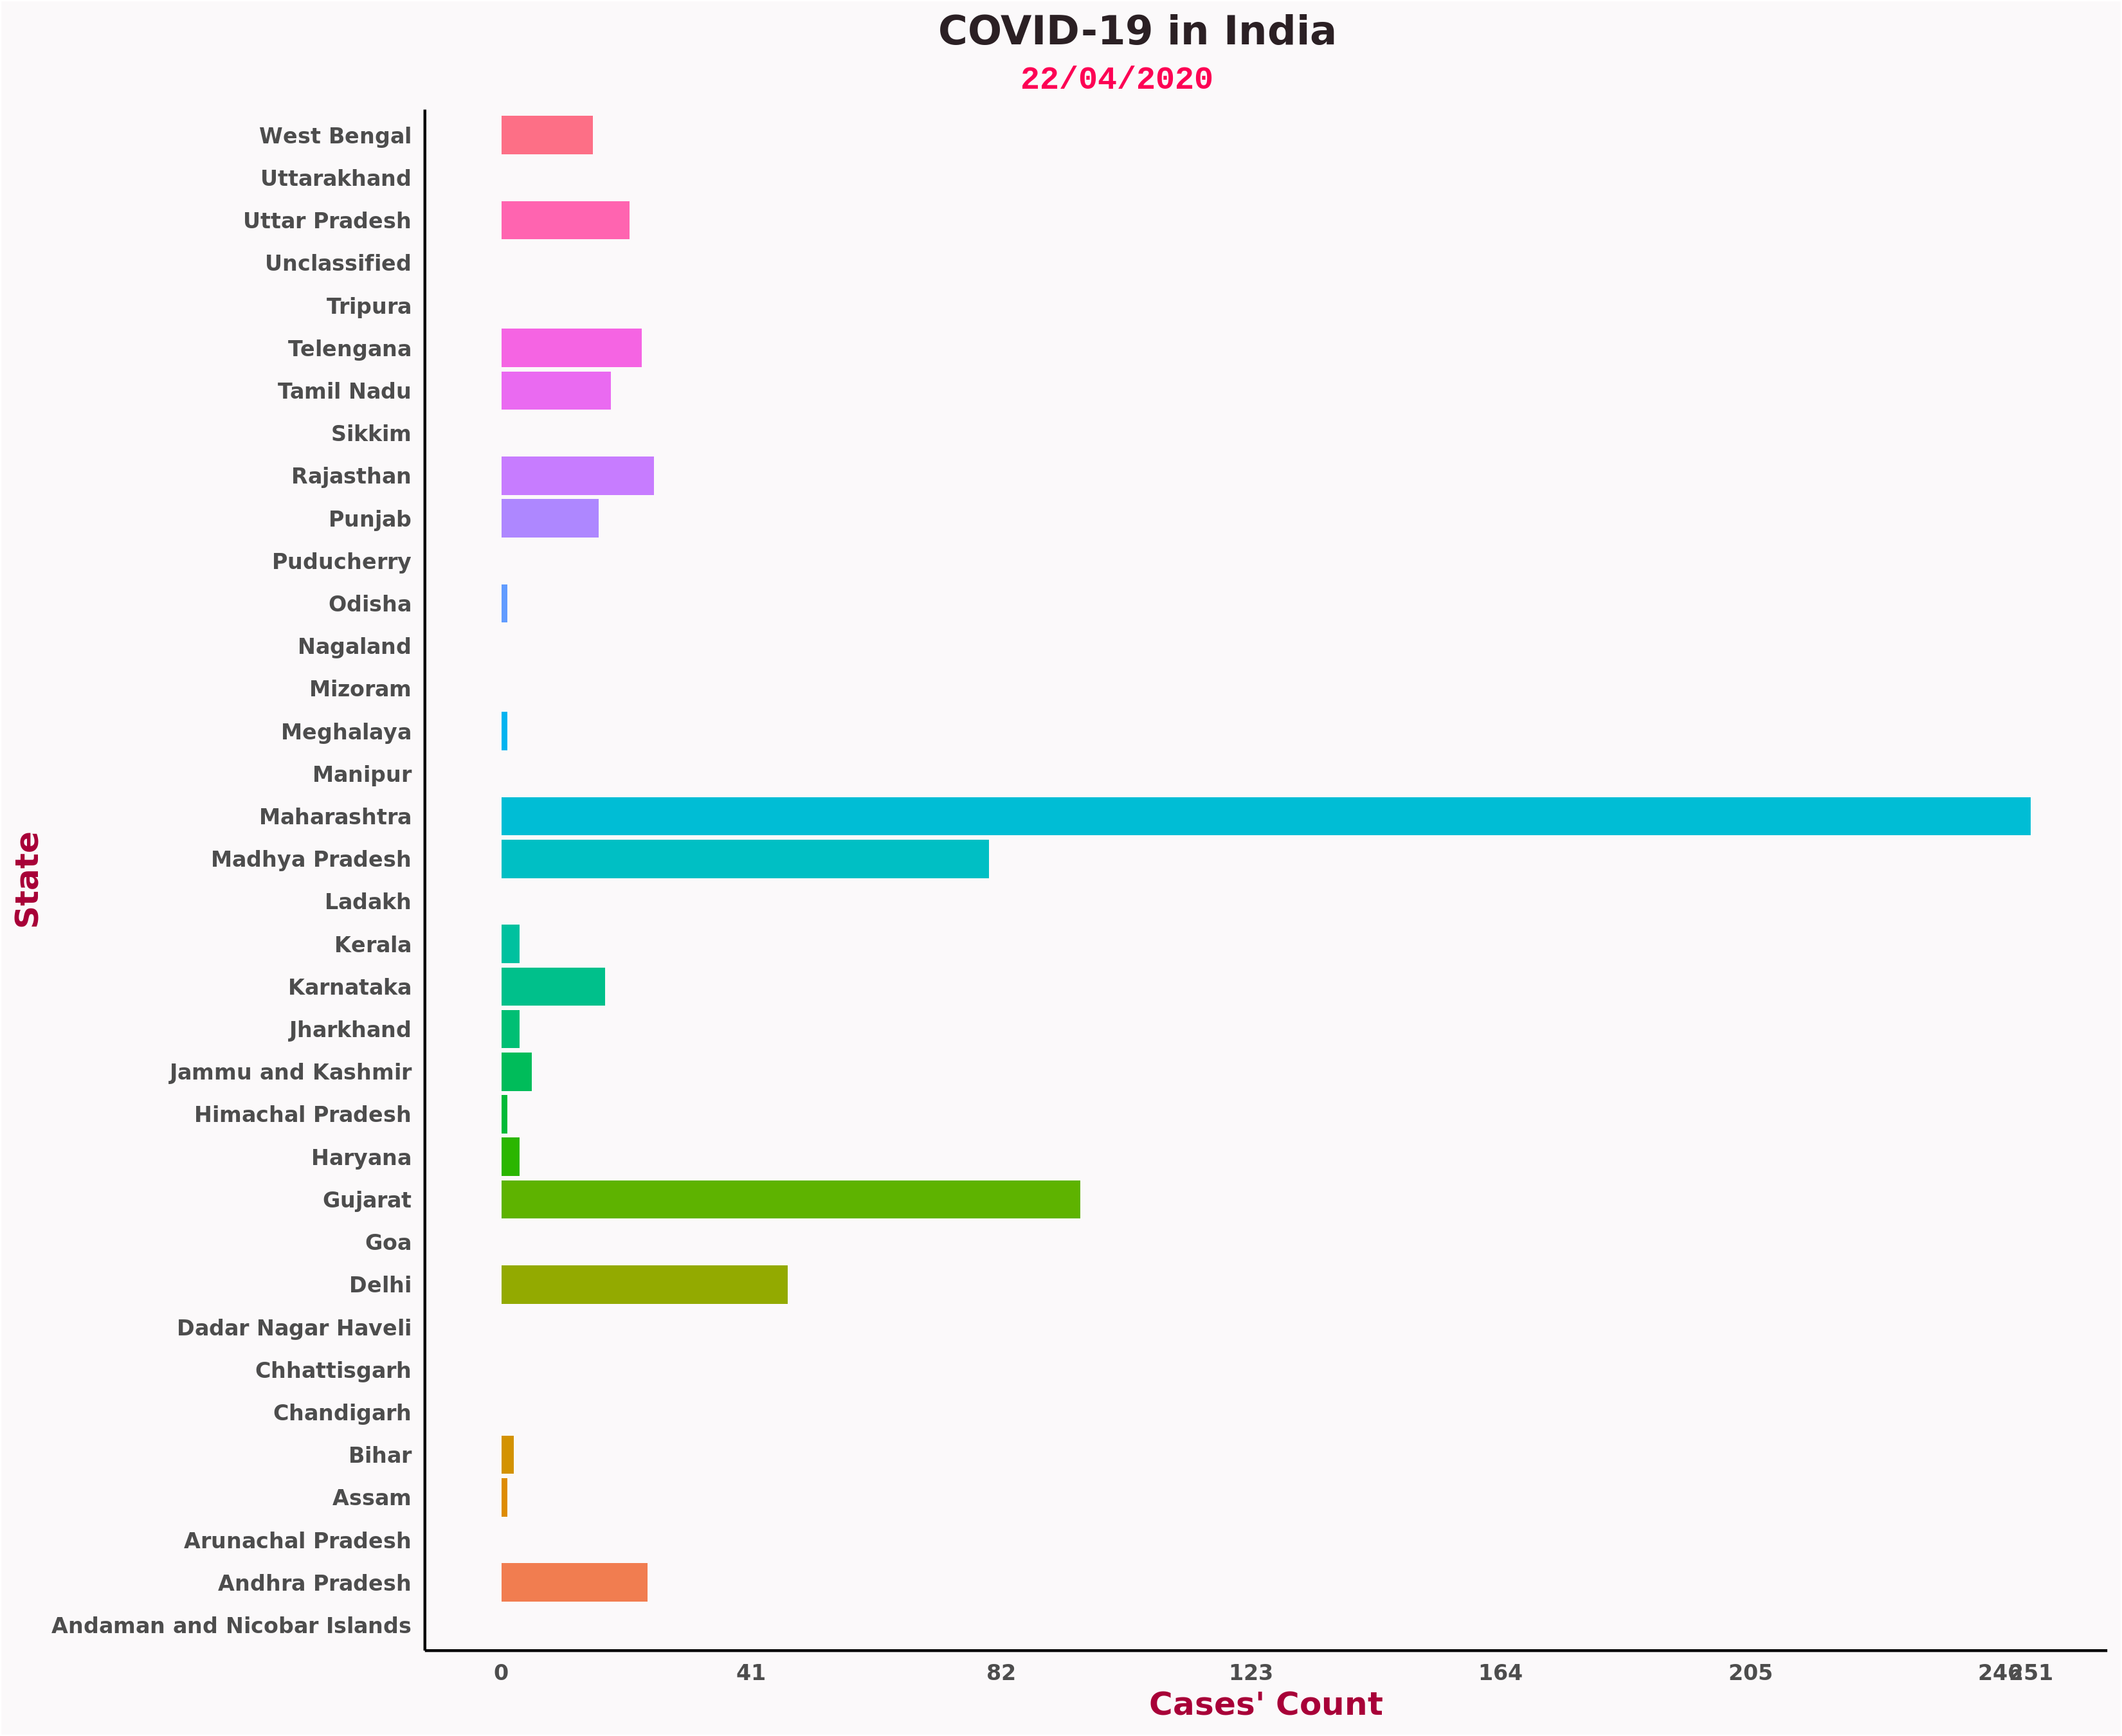 COVID-19 in India
22/04/2020
West Bengal
Uttarakhand
Uttar Pradesh
Unclassified
Tripura
Telengana
Tamil Nadu
Sikkim
Rajasthan
Punjab
Puducherry
Odisha
Nagaland
Mizoram
Meghalaya
Manipur
Maharashtra
Madhya Pradesh
Ladakh
Kerala
Karnataka
Jharkhand
Jammu and Kashmir
Himachal Pradesh
Haryana
Gujarat
Goa
Delhi
Dadar Nagar Haveli
Chhattisgarh
Chandigarh
Bihar
Assam
Arunachal Pradesh
Andhra Pradesh
Andaman and Nicobar Islands
State
0 41 82 123 164 205 246 251
Cases' Count